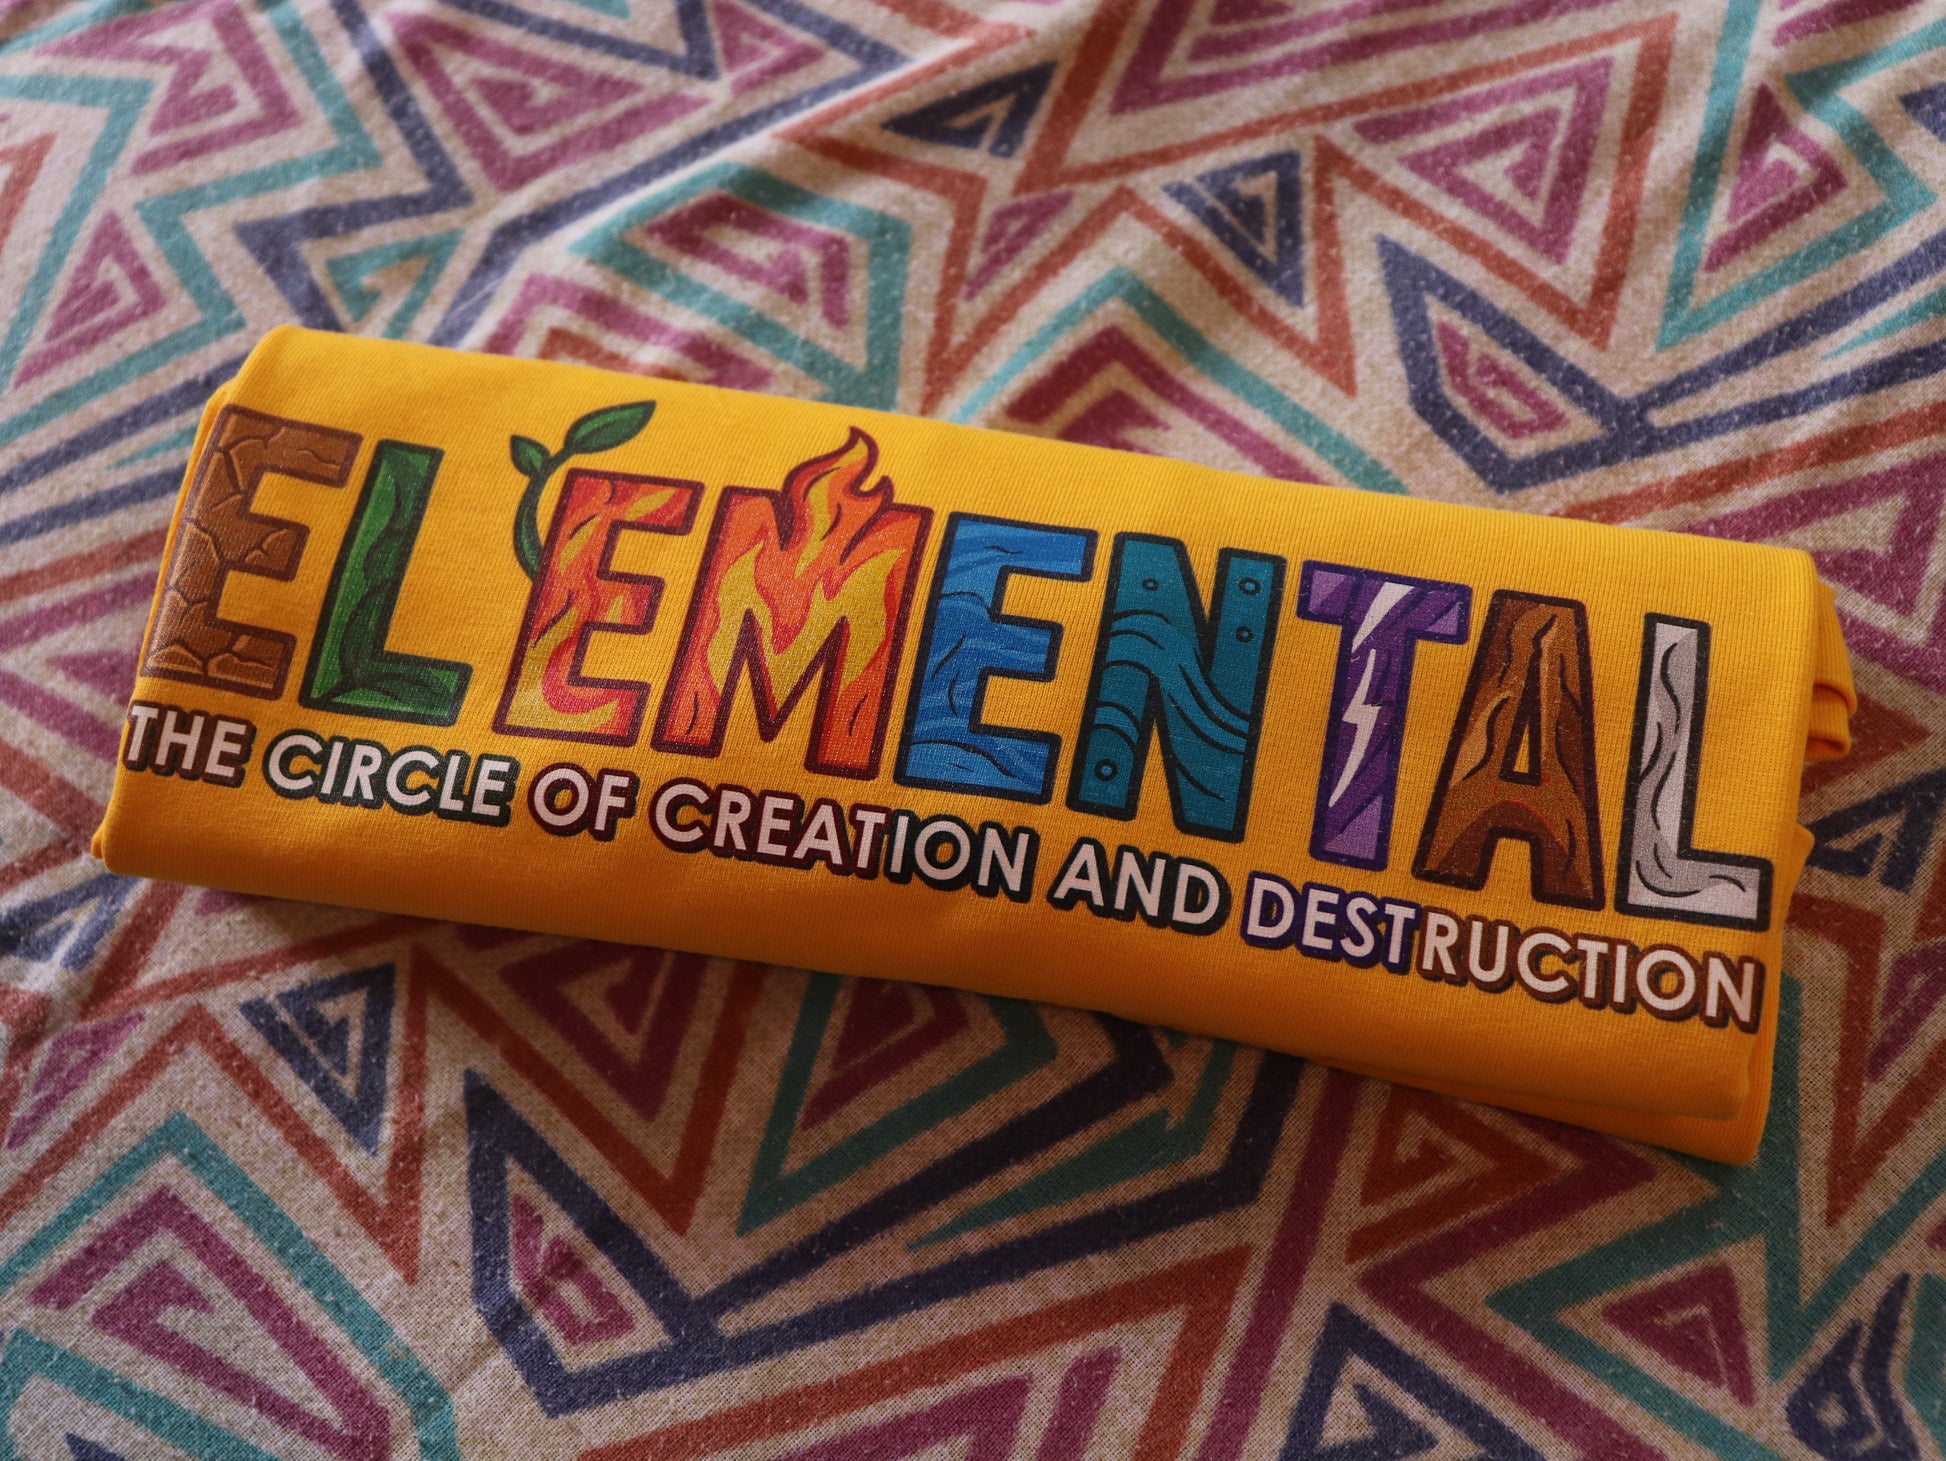 ELEMENTAL
THE CIRCLE OF CREATION AND DESTRUCTION